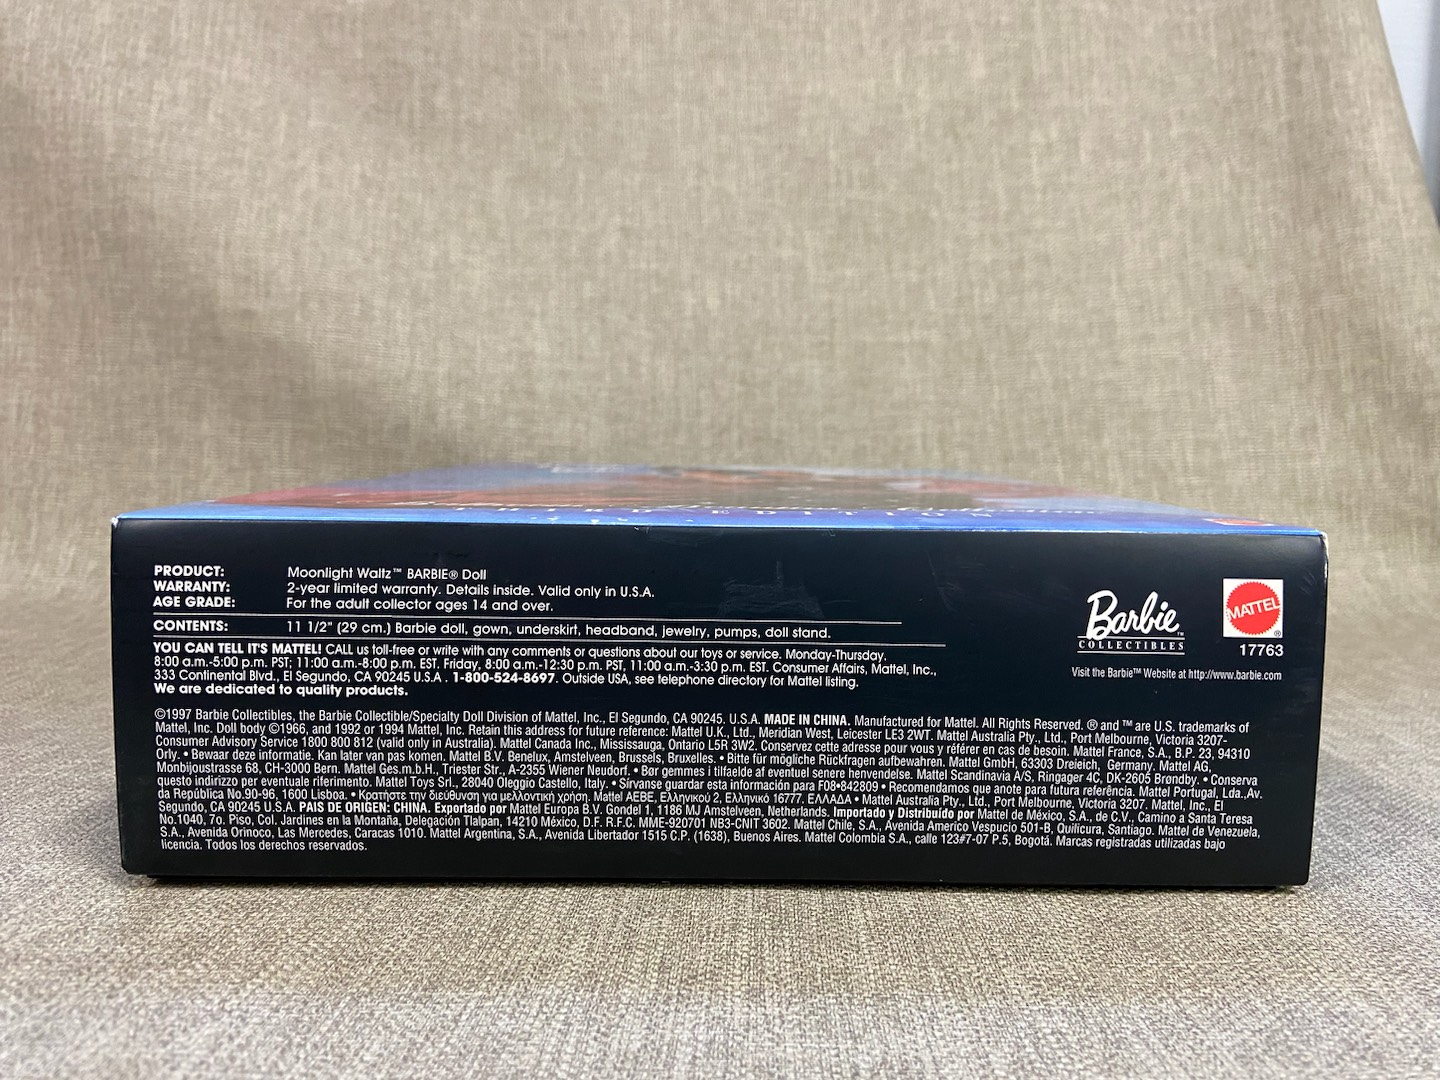 THIRD EDITION
PRODUCT: Moonlight Waltz™ BARBIE® Doll
WARRANTY: 2-year limited warranty. Details inside. Valid only in U.S.A.
AGE GRADE: For the adult collector ages 14 and over.
CONTENTS: 11 1/2" (29 cm.) Barbie doll, gown, underskirt, headband, jewelry, pumps, doll stand.
YOU CAN TELL IT'S MATTEL! CALL us toll-free or write with any comments or questions about our toys or service. Monday-Thursday.
8:00 a.m.-5:00 p.m. PST; 11:00 a.m.-8:00 p.m. EST. Friday, 8:00 a.m.-12:30 p.m. PST, 11:00 a.m.-3:30 p.m. EST. Consumer Affairs, Mattel, Inc.,
333 Continental Blvd., El Segundo, CA 90245 U.S.A . 1-800-524-8697. Outside USA, see telephone directory for Mattel listing.
We are dedicated to quality products.
Barbie™
COLLECTIBLES
MATTEL®
17763
Visit the Barbie™ Website at http://www.barbie.com
©1997 Barbie Collectibles, the Barbie Collectible/Specialty Doll Division of Mattel, Inc., El Segundo, CA 90245. U.S.A. MADE IN CHINA. Manufactured for Mattel. All Rights Reserved. ® and ™ are U.S. trademarks of
Mattel, Inc. Doll body ©1966, and 1992 or 1994 Mattel, Inc. Retain this address for future reference: Mattel U.K., Ltd., Meridian West, Leicester LE3 2WT. Mattel Australia Pty., Ltd., Port Melbourne, Victoria 3207-
Consumer Advisory Service 1800 800 812 (valid only in Australia). Mattel Canada Inc., Mississauga, Ontario L5R 3W2. Conservez cette adresse pour vous y référer en cas de besoin. Mattel France, S.A., B.P. 23, 94310
Orly. • Bewaar deze informatie. Kan later van pas komen. Mattel B.V. Benelux, Amstelveen, Brussels, Bruxelles. • Bitte für mögliche Rückfragen aufbewahren. Mattel GmbH, 63303 Dreieich, Germany. Mattel AG,
Monbijoustrasse 68, CH-3000 Bern. Mattel Ges.m.b.H., Triester Str., A-2355 Wiener Neudorf. • Bør gemmes i tilfaelde af eventuel senere henvendelse. Mattel Scandinavia A/S, Ringager 4C, DK-2605 Brøndby. • Conserva
questo indirizzo per eventuale riferimento. Mattel Toys Srl., 28040 Oleggio Castello, Italy. • Sírvanse guardar esta información para F08•842809 • Recomendamos que anote para futura referência. Mattel Portugal, Lda.,Av.
da República No.90-96, 1600 Lisboa. • Κρατήστε την διεύθυνση για μελλοντική χρήση. Mattel AEBE, Ελληνικού 2, Ελληνικό 16777. ΕΛΛΑΔΑ • Mattel Australia Pty., Ltd., Port Melbourne, Victoria 3207. Mattel, Inc., El
Segundo, CA 90245 U.S.A. PAIS DE ORIGEN: CHINA. Exportado por Mattel Europa B.V. Gondel 1, 1186 MJ Amstelveen, Netherlands. Importado y Distribuído por Mattel de México, S.A., de C.V., Camino a Santa Teresa
No.1040, 7o. Piso, Col. Jardines en la Montaña, Delegación Tlalpan, 14210 México, D.F. R.F.C. MME-920701 NB3-CNIT 3602. Mattel Chile, S.A., Avenida Americo Vespucio 501-B, Quilicura, Santiago. Mattel de Venezuela,
S.A., Avenida Orinoco, Las Mercedes, Caracas 1010. Mattel Argentina, S.A., Avenida Libertador 1515 C.P. (1638), Buenos Aires. Mattel Colombia S.A., calle 123#7-07 P.5, Bogotá. Marcas registradas utilizadas bajo
licencia. Todos los derechos reservados.